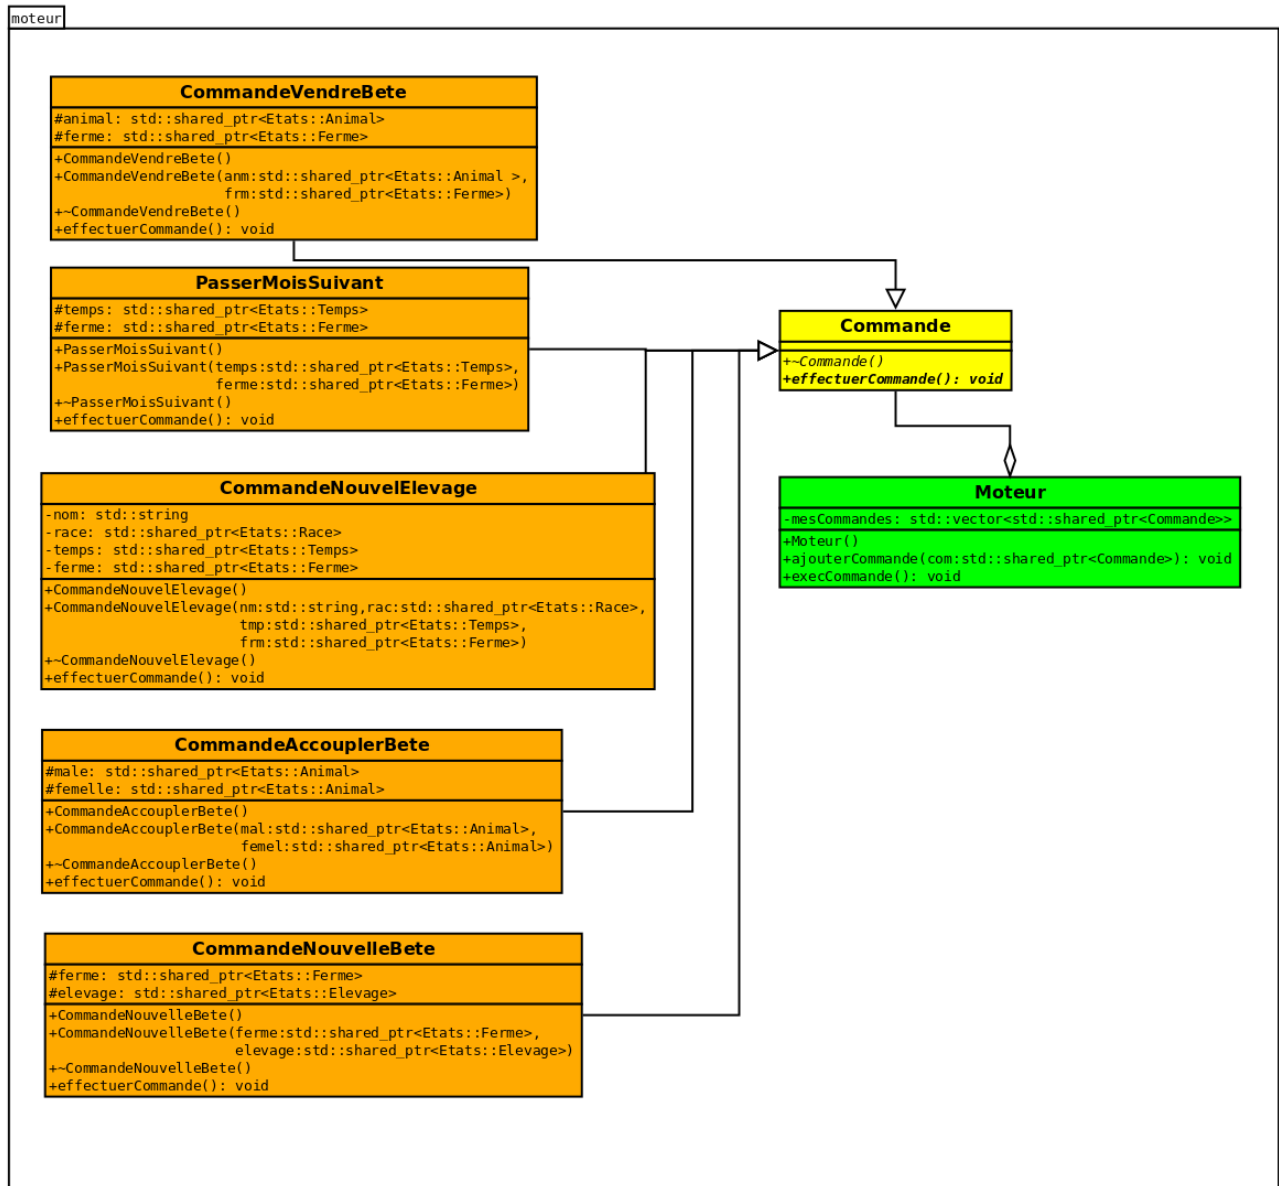 moteur
CommandeVendreBete
#animal: std::shared_ptr<Etats::Animal>
#ferme: std::shared_ptr<Etats::Ferme>
+CommandeVendreBete()
+CommandeVendreBete(anm:std::shared_ptr<Etats::Animal >,
frm:std::shared_ptr<Etats::Ferme>)
+~CommandeVendreBete()
+effectuerCommande(): void
PasserMoisSuivant
#temps: std::shared_ptr<Etats::Temps>
#ferme: std::shared_ptr<Etats::Ferme>
+PasserMoisSuivant()
+PasserMoisSuivant(temps:std::shared_ptr<Etats::Temps>,
ferme:std::shared_ptr<Etats::Ferme>)
+~PasserMoisSuivant()
+effectuerCommande(): void
Commande
+~Commande()
+effectuerCommande(): void
Moteur
-mesCommandes: std::vector<std::shared_ptr<Commande>>
+Moteur()
+ajouterCommande(com:std::shared_ptr<Commande>): void
+execCommande(): void
CommandeNouvelElevage
-nom: std::string
-race: std::shared_ptr<Etats::Race>
-temps: std::shared_ptr<Etats::Temps>
-ferme: std::shared_ptr<Etats::Ferme>
+CommandeNouvelElevage()
+CommandeNouvelElevage(nm:std::string,rac:std::shared_ptr<Etats::Race>,
tmp:std::shared_ptr<Etats::Temps>,
frm:std::shared_ptr<Etats::Ferme>)
+~CommandeNouvelElevage()
+effectuerCommande(): void
CommandeAccouplerBete
#male: std::shared_ptr<Etats::Animal>
#femelle: std::shared_ptr<Etats::Animal>
+CommandeAccouplerBete()
+CommandeAccouplerBete(mal:std::shared_ptr<Etats::Animal>,
femel:std::shared_ptr<Etats::Animal>)
+~CommandeAccouplerBete()
+effectuerCommande(): void
CommandeNouvelleBete
#ferme: std::shared_ptr<Etats::Ferme>
#elevage: std::shared_ptr<Etats::Elevage>
+CommandeNouvelleBete()
+CommandeNouvelleBete(ferme:std::shared_ptr<Etats::Ferme>,
elevage:std::shared_ptr<Etats::Elevage>)
+~CommandeNouvelleBete()
+effectuerCommande(): void